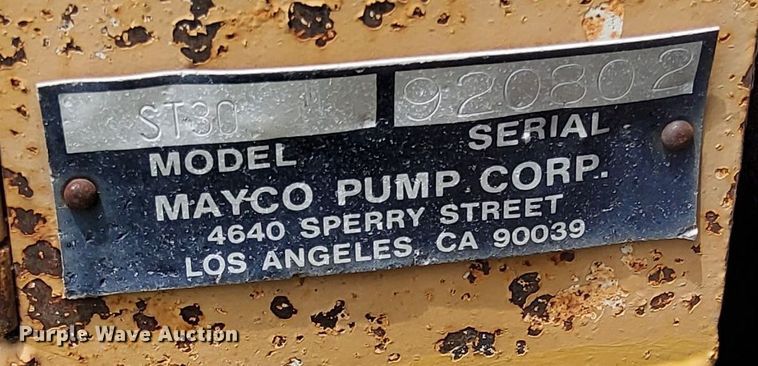 ST30 920802
MODEL SERIAL
MAYCO PUMP CORP.
4640 SPERRY STREET
LOS ANGELES, CA 90039
Purple Wave Auction